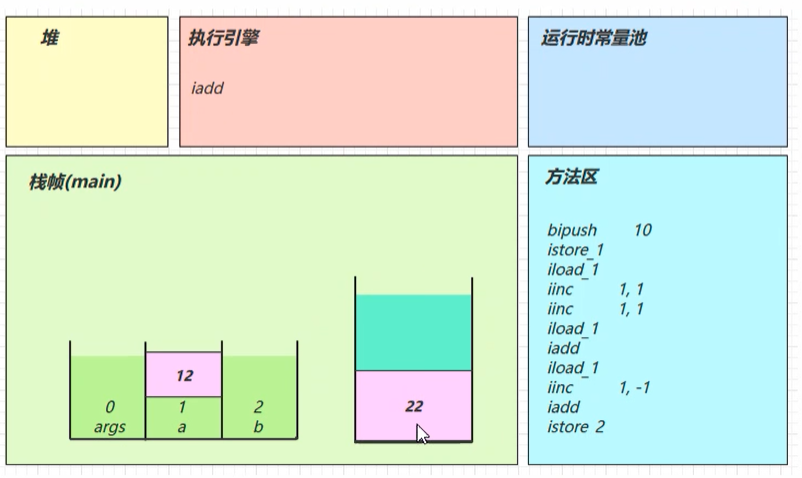 堆
执行引擎
iadd
运行时常量池
栈帧(main)
12
0
1
2
args
a
b
22
方法区
bipush 10
istore_1
iload_1
iinc 1, 1
iinc 1, 1
iload_1
iadd
iload_1
iinc 1, -1
iadd
istore 2